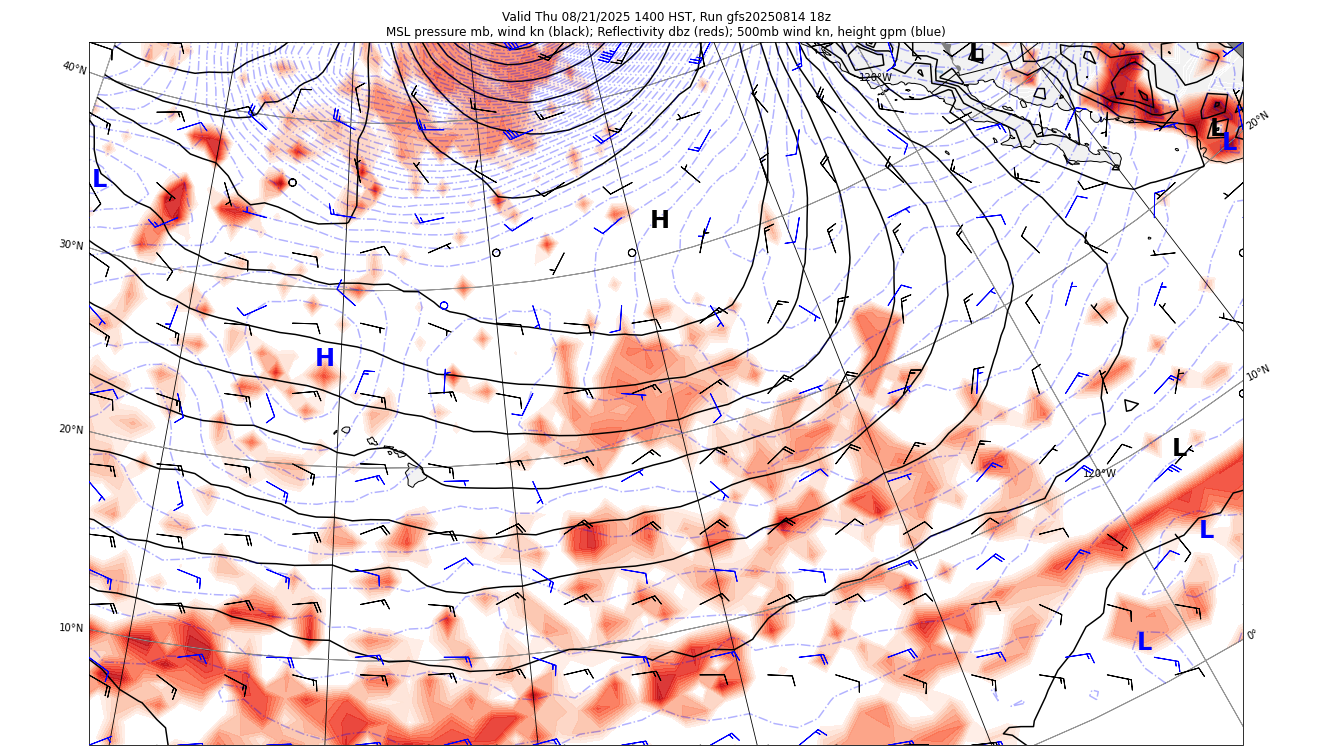 Valid Thu 08/21/2025 1400 HST, Run gfs20250814 18z
MSL pressure mb, wind kn (black); Reflectivity dbz (reds); 500mb wind kn, height gpm (blue)
L
40°N
128°W
L
20°N
L
L
H
30°N
H
10°N
20°N
L
120°W
L
10°N
0°
L